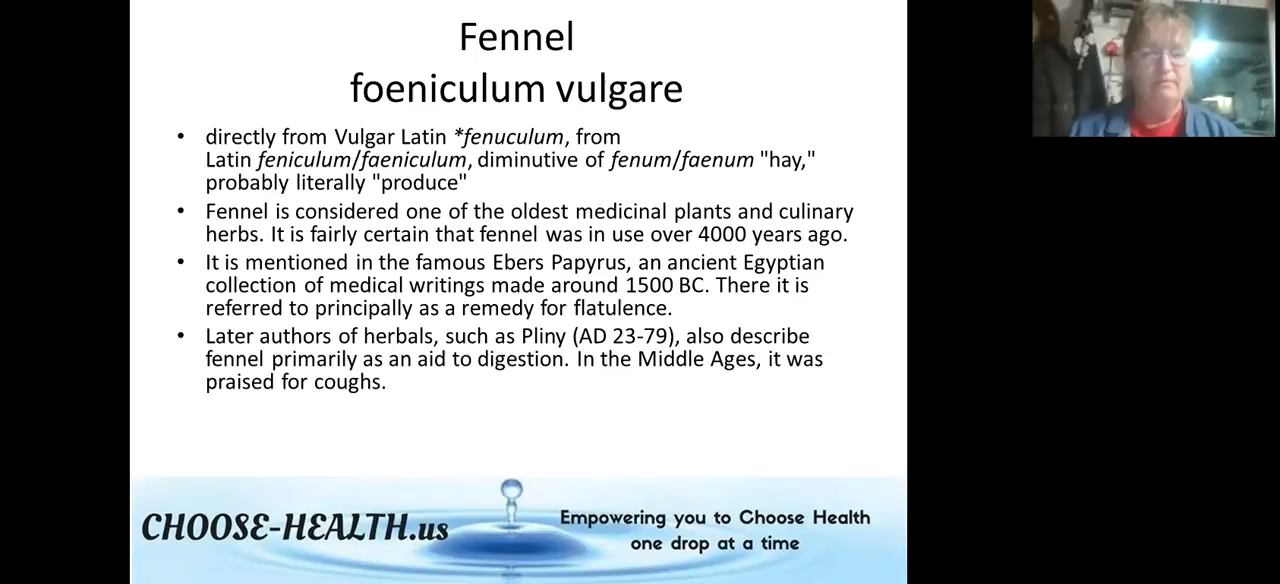 Fennel
foeniculum vulgare
• directly from Vulgar Latin *fenuculum, from
Latin feniculum/faeniculum, diminutive of fenum/faenum "hay,"
probably literally "produce"
• Fennel is considered one of the oldest medicinal plants and culinary
herbs. It is fairly certain that fennel was in use over 4000 years ago.
• It is mentioned in the famous Ebers Papyrus, an ancient Egyptian
collection of medical writings made around 1500 BC. There it is
referred to principally as a remedy for flatulence.
• Later authors of herbals, such as Pliny (AD 23-79), also describe
fennel primarily as an aid to digestion. In the Middle Ages, it was
praised for coughs.
CHOOSE-HEALTH.us
Empowering you to Choose Health
one drop at a time